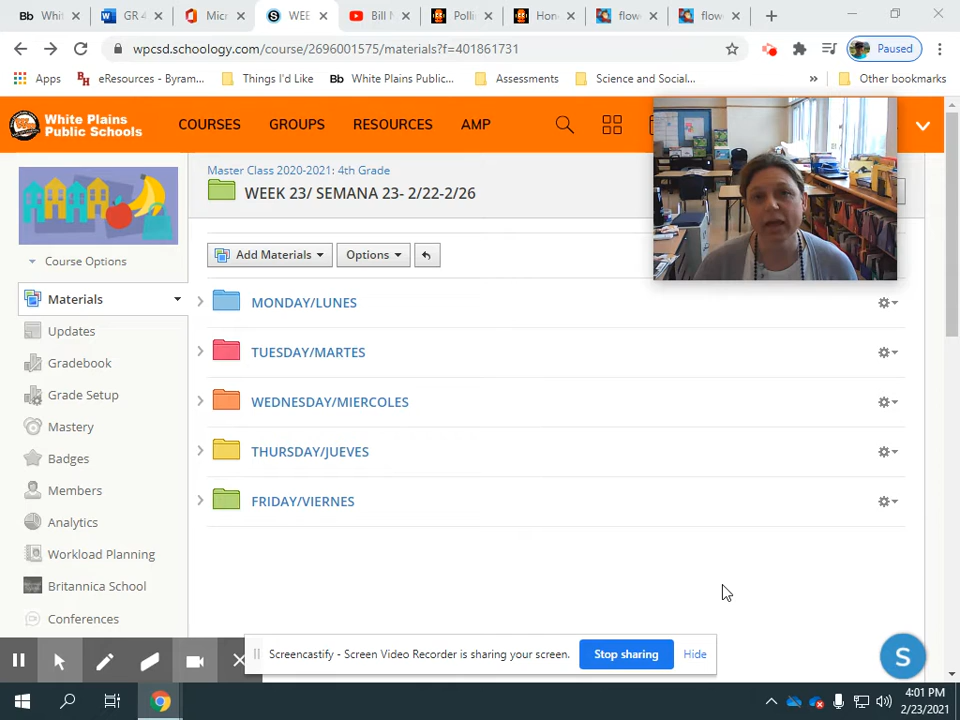 Whit
GR 4
Micr
WEE
Bill N
Pollin
Hone
flow
flow
wpcsd.schoology.com/course/2696001575/materials?f=401861731
Paused
Apps
eResources - Byram...
Things I'd Like
White Plains Public...
Assessments
Science and Social...
Other bookmarks
White Plains
Public Schools
COURSES
GROUPS
RESOURCES
AMP
Master Class 2020-2021: 4th Grade
WEEK 23/ SEMANA 23- 2/22-2/26
Course Options
Add Materials
Options
Materials
MONDAY/LUNES
Updates
TUESDAY/MARTES
Gradebook
Grade Setup
WEDNESDAY/MIERCOLES
Mastery
THURSDAY/JUEVES
Badges
Members
FRIDAY/VIERNES
Analytics
Workload Planning
Britannica School
Conferences
Screencastify - Screen Video Recorder is sharing your screen.
Stop sharing
Hide
S
4:01 PM
2/23/2021